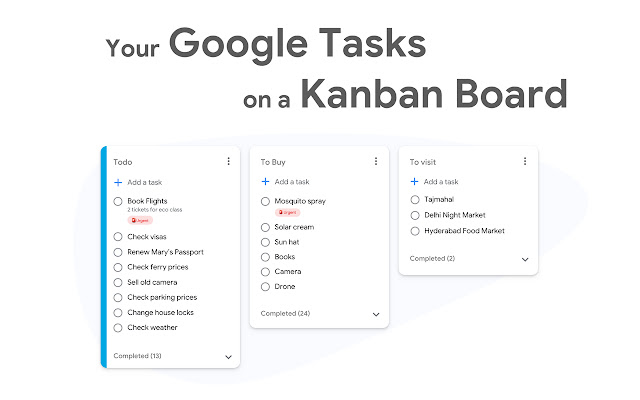 Your Google Tasks
on a Kanban Board
Todo
Add a task
Book Flights
2 tickets for eco class
Urgent
Check visas
Renew Mary's Passport
Check ferry prices
Sell old camera
Check parking prices
Change house locks
Check weather
Completed (13)
To Buy
Add a task
Mosquito spray
Urgent
Solar cream
Sun hat
Books
Camera
Drone
Completed (24)
To visit
Add a task
Tajmahal
Delhi Night Market
Hyderabad Food Market
Completed (2)